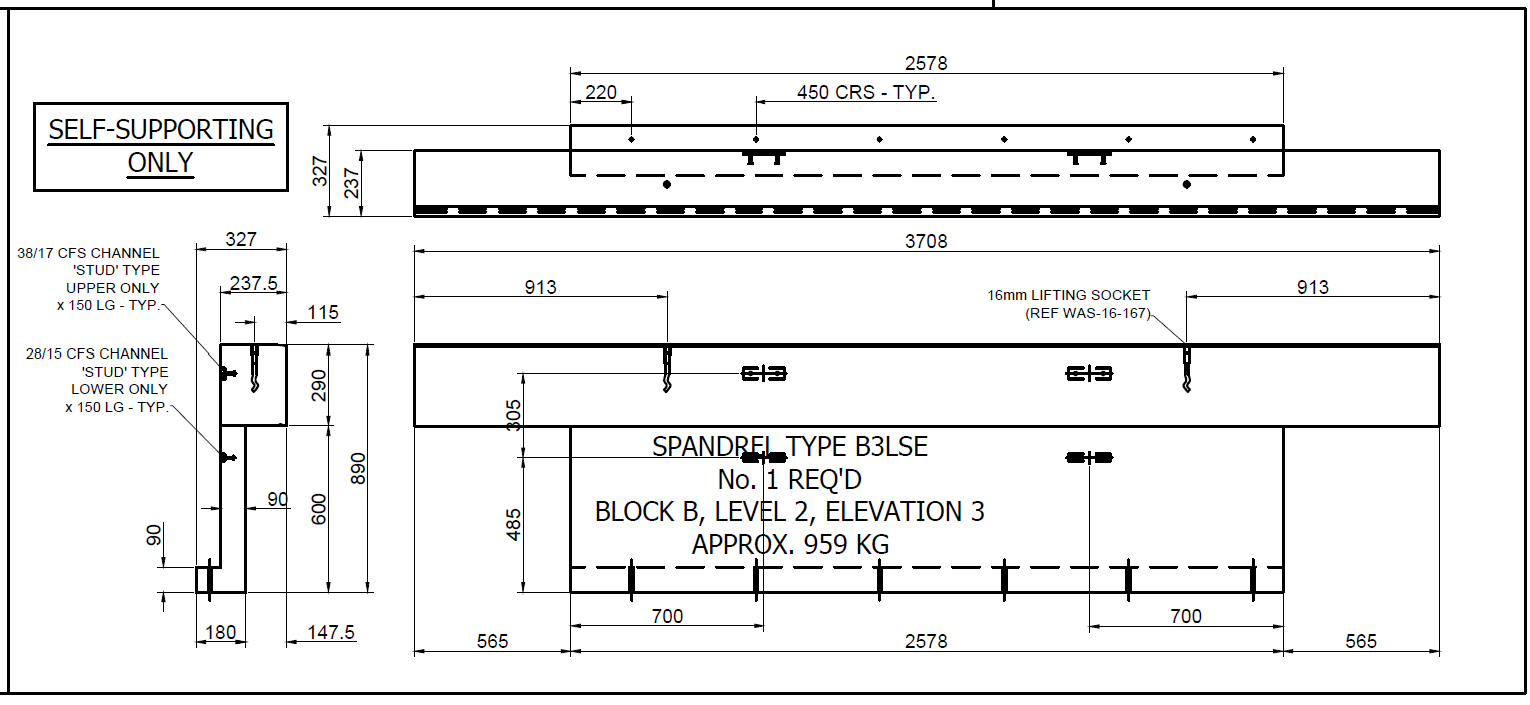 2578
220
450 CRS - TYP.
SELF-SUPPORTING
ONLY
327
237
327
3708
38/17 CFS CHANNEL
'STUD' TYPE
UPPER ONLY
x 150 LG - TYP.
237.5
913
16mm LIFTING SOCKET
(REF WAS-16-167)
913
115
28/15 CFS CHANNEL
'STUD' TYPE
LOWER ONLY
x 150 LG - TYP.
290
305
890
SPANDREL TYPE B3LSE
No. 1 REQ'D
BLOCK B, LEVEL 2, ELEVATION 3
APPROX. 959 KG
90
600
485
90
700
700
180
147.5
565
2578
565